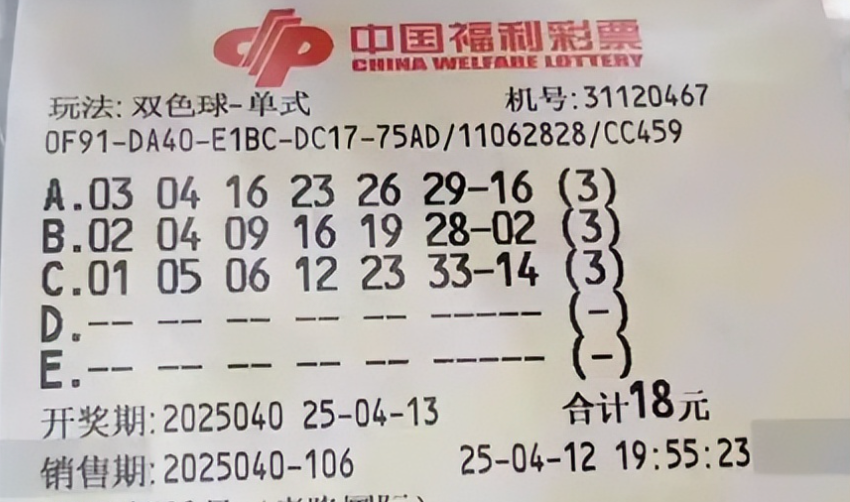 中国福利彩票
CHINA WELFARE LOTTERY
玩法: 双色球-单式 机号:31120467
0F91-DA40-E1BC-DC17-75AD/11062828/CC459
A.03 04 16 23 26 29-16 (3)
B.02 04 09 16 19 28-02 (3)
C.01 05 06 12 23 33-14 (3)
D.-- -- -- -- -- ----- (-)
E.-- -- -- -- -- ----- (-)
开奖期:2025040 25-04-13 合计18元
销售期:2025040-106 25-04-12 19:55:23